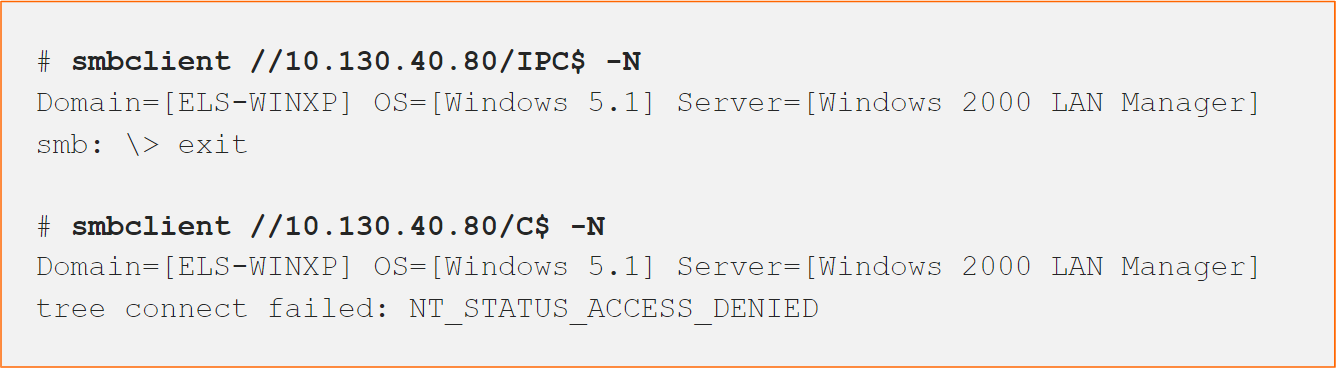 # smbclient //10.130.40.80/IPC$ -N
Domain=[ELS-WINXP] OS=[Windows 5.1] Server=[Windows 2000 LAN Manager]
smb: \> exit
# smbclient //10.130.40.80/C$ -N
Domain=[ELS-WINXP] OS=[Windows 5.1] Server=[Windows 2000 LAN Manager]
tree connect failed: NT_STATUS_ACCESS_DENIED